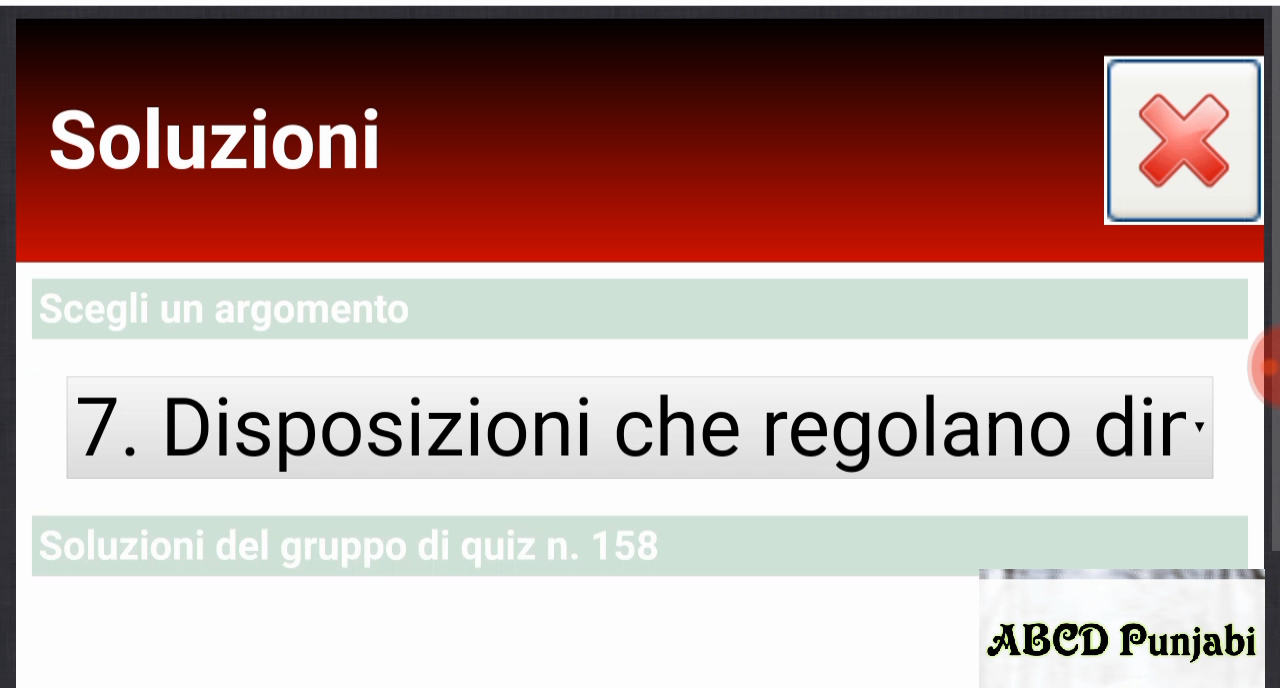 Soluzioni
Scegli un argomento
7. Disposizioni che regolano dir
Soluzioni del gruppo di quiz n. 158
ABCD Punjabi